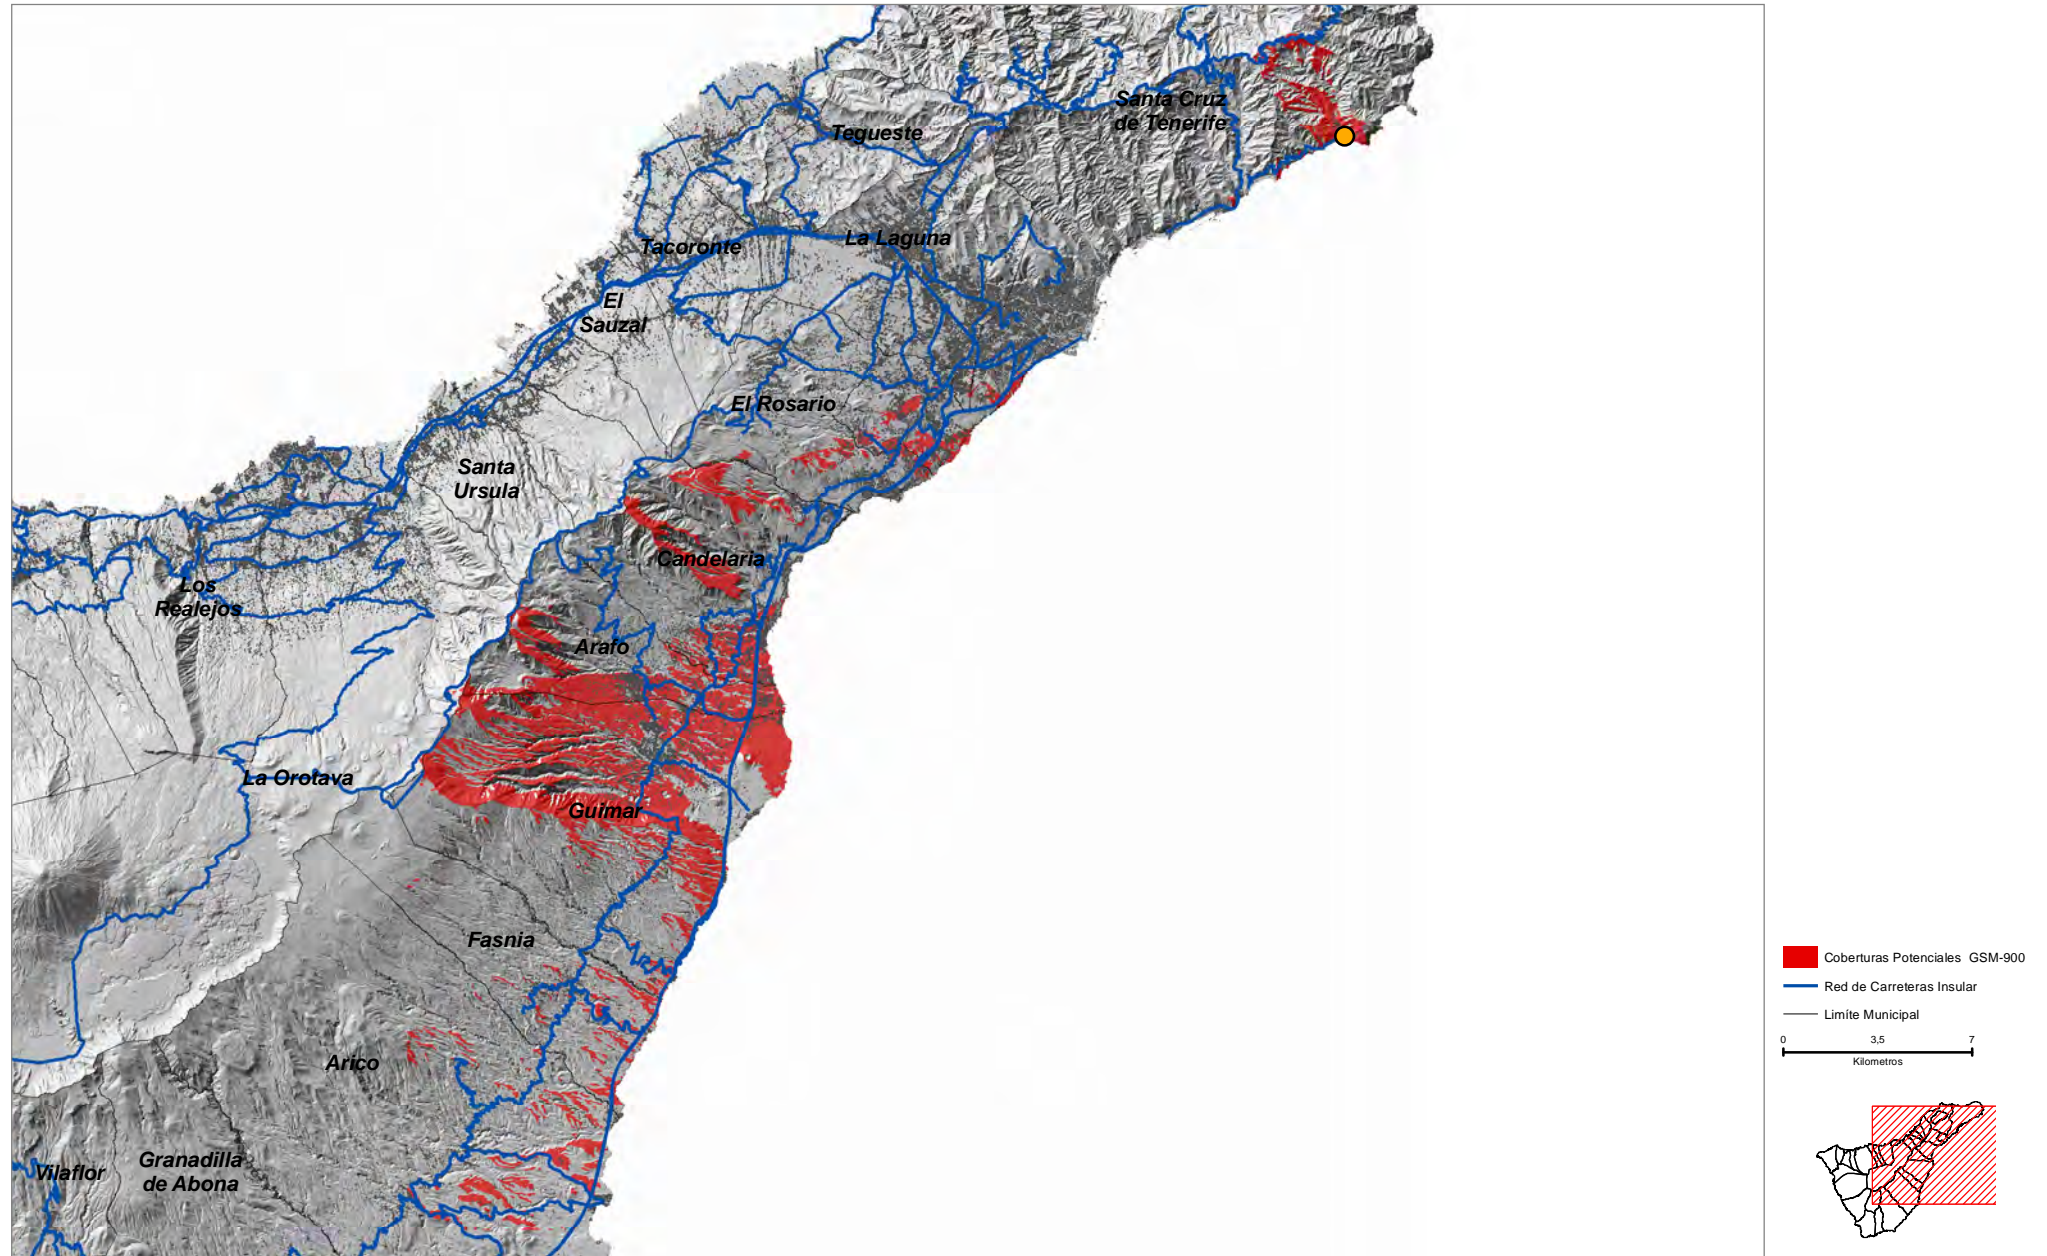 Santa Cruz
de Tenerife
Tegueste
La Laguna
Tacoronte
El
Sauzal
El Rosario
Santa
Ursula
Candelaria
Los
Realejos
Arafo
La Orotava
Guimar
Fasnia
Arico
Vilaflor
Granadilla
de Abona
Coberturas Potenciales GSM-900
Red de Carreteras Insular
Limíte Municipal
0 3,5 7
Kilometros